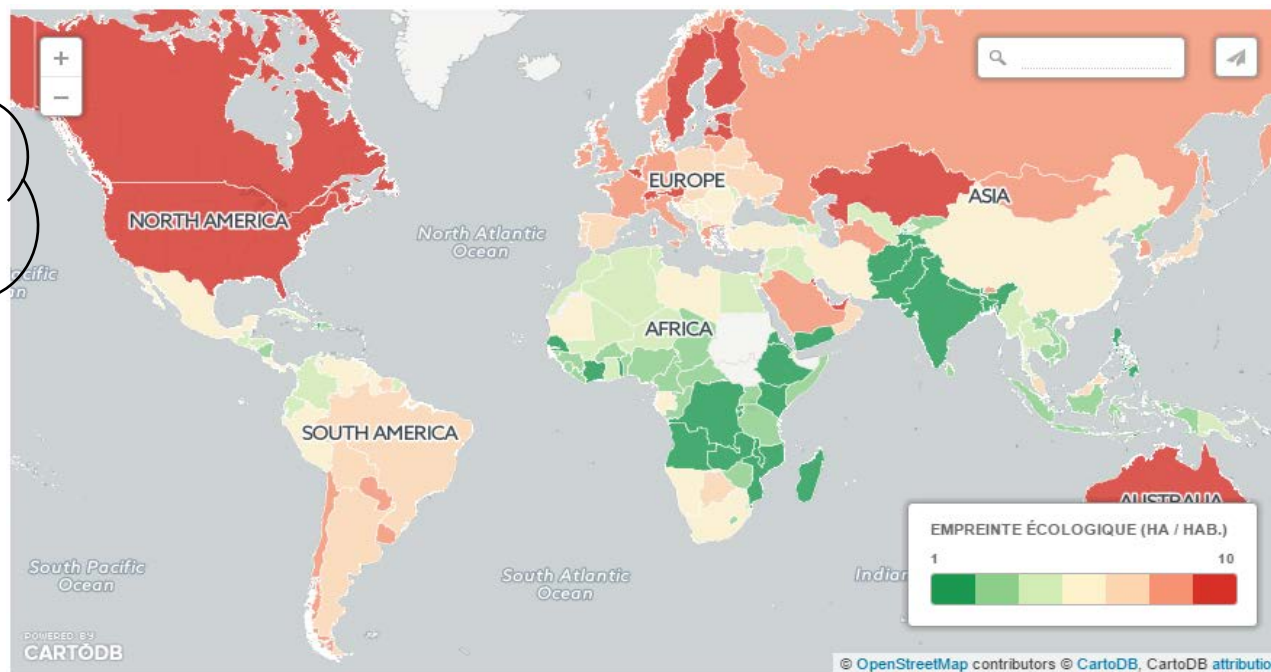 +
−
NORTH AMERICA
North Atlantic
Ocean
EUROPE
ASIA
AFRICA
SOUTH AMERICA
AUSTRALIA
South Pacific
Ocean
South Atlantic
Ocean
EMPREINTE ÉCOLOGIQUE (HA / HAB.)
1 10
POWERED BY
CARTODB
© OpenStreetMap contributors © CartoDB, CartoDB attributio